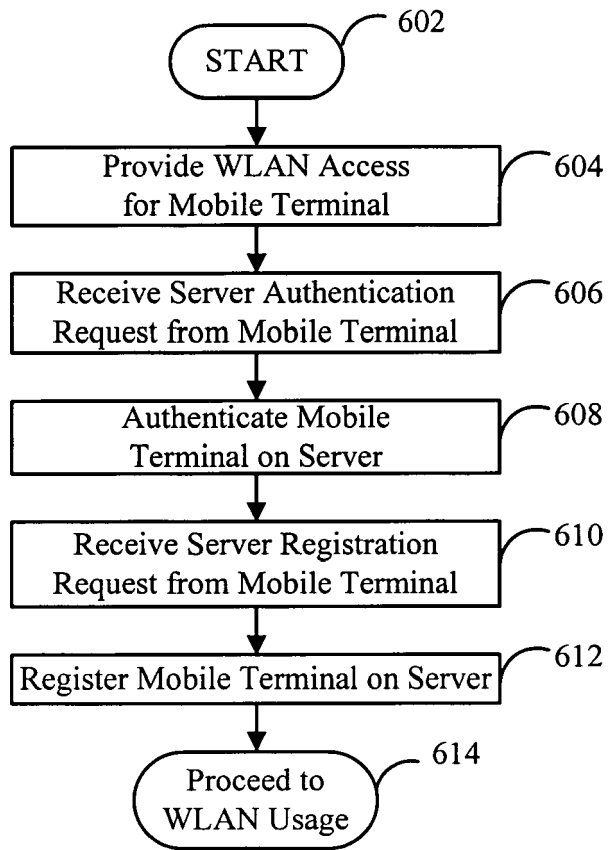 602
START
Provide WLAN Access
for Mobile Terminal
604
Receive Server Authentication
Request from Mobile Terminal
606
Authenticate Mobile
Terminal on Server
608
Receive Server Registration
Request from Mobile Terminal
610
Register Mobile Terminal on Server
612
Proceed to
WLAN Usage
614